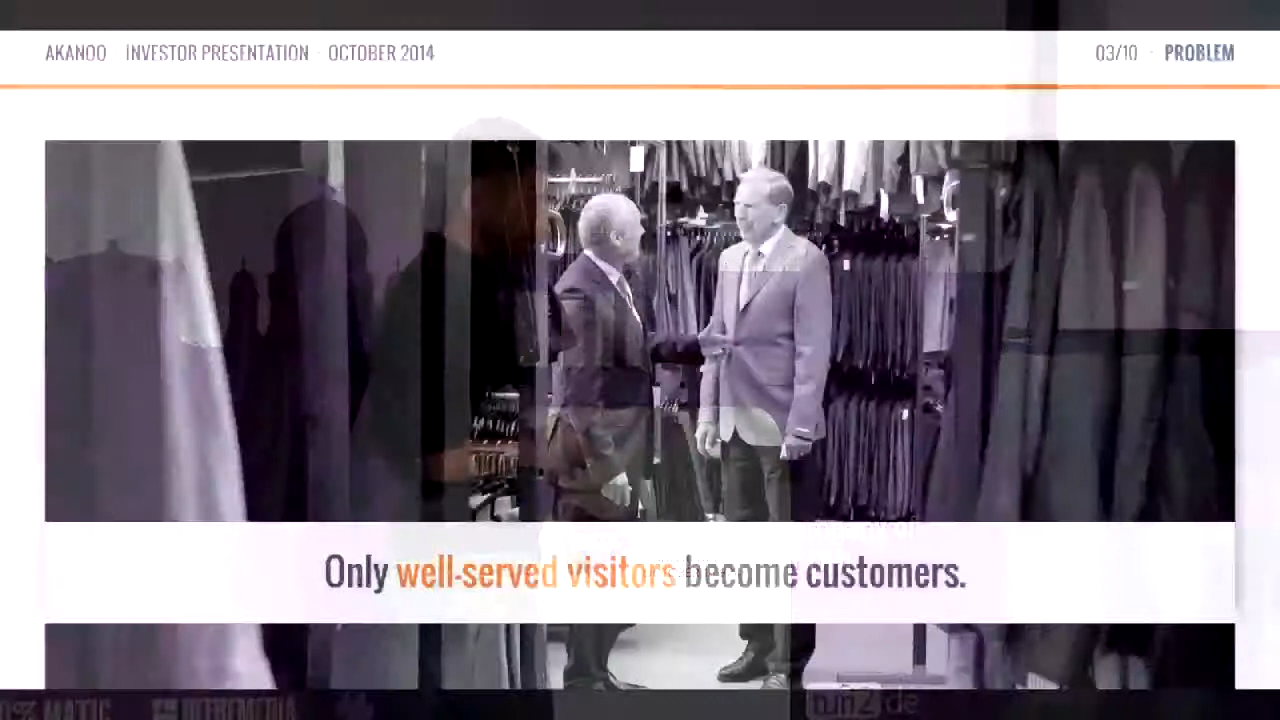 AKANOO INVESTOR PRESENTATION · OCTOBER 2014
03/10 · PROBLEM
Only well-served visitors become customers.